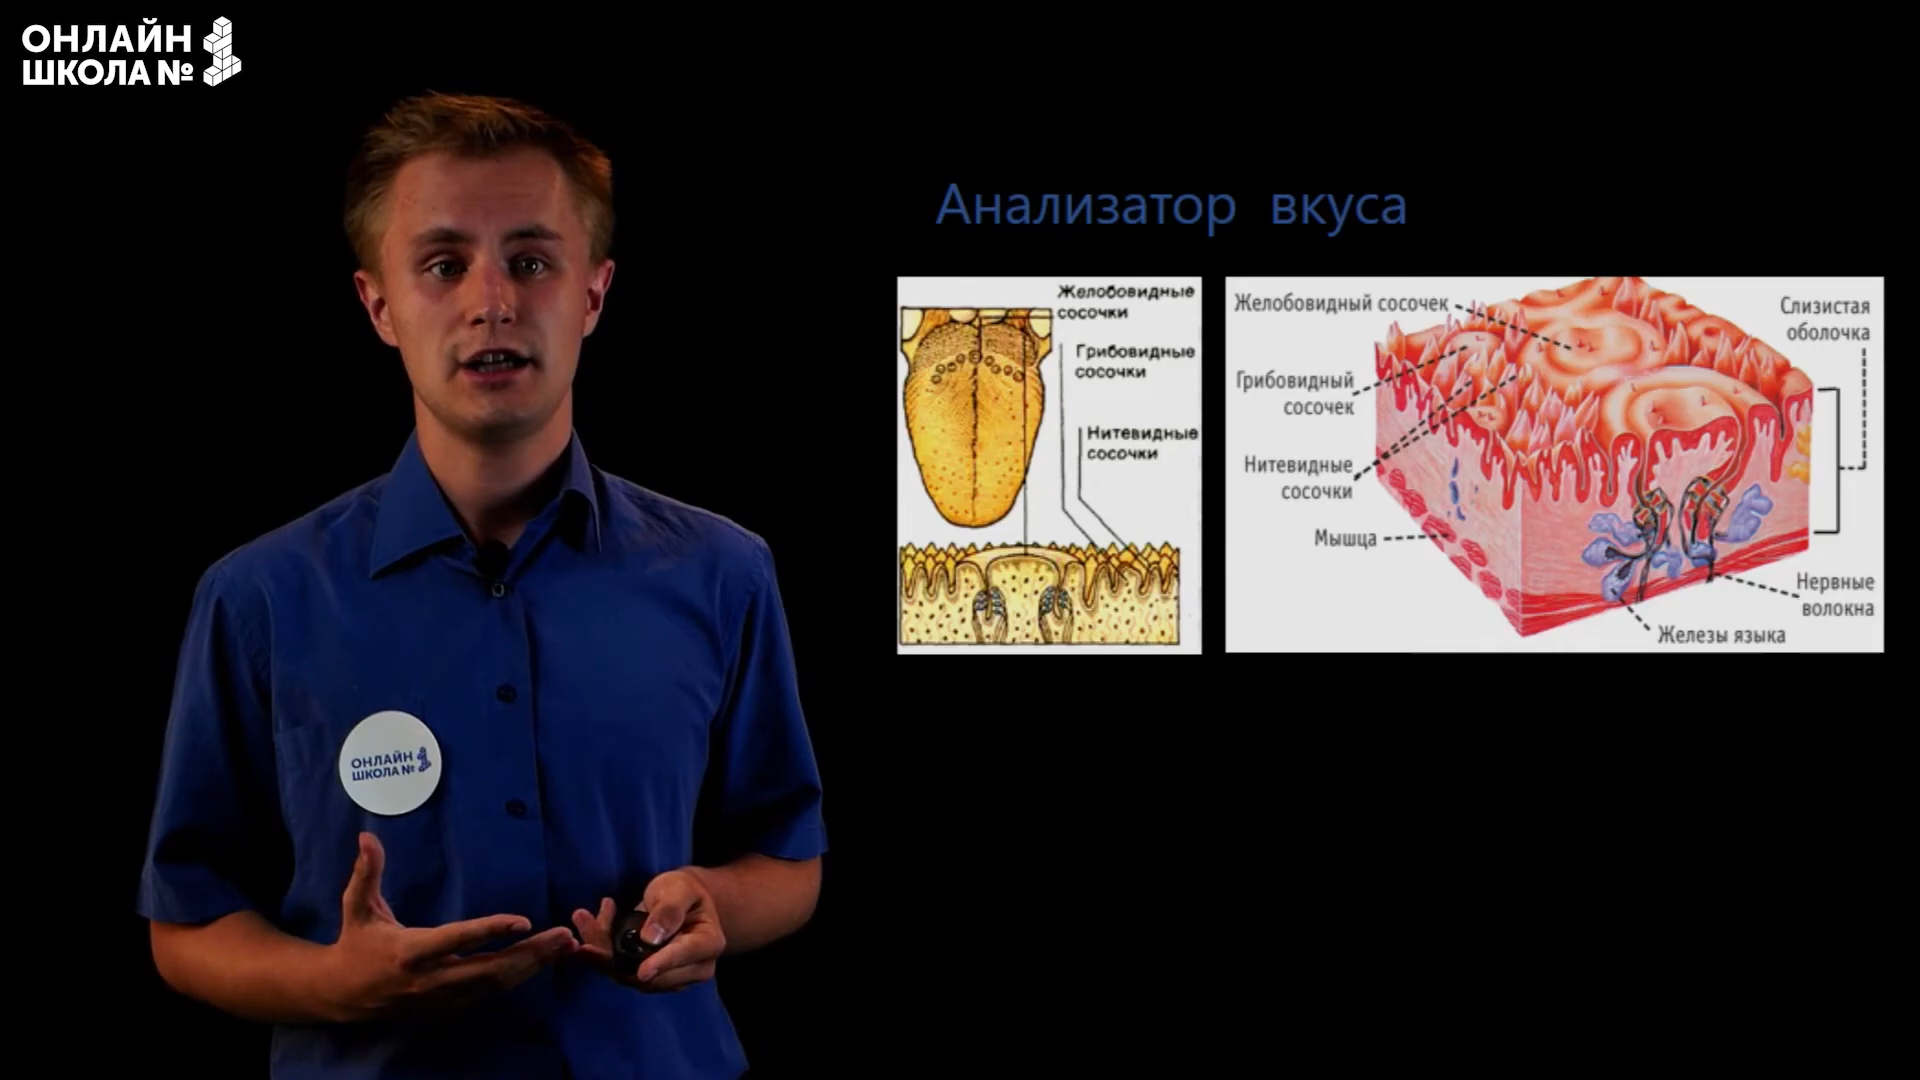 ОНЛАЙН
ШКОЛА №
Анализатор вкуса
Желобовидные
сосочки
Грибовидные
сосочки
Нитевидные
сосочки
Желобовидный сосочек
Слизистая
оболочка
Грибовидный
сосочек
Нитевидные
сосочки
Мышца
Нервные
волокна
Железы языка
ОНЛАЙН
ШКОЛА №